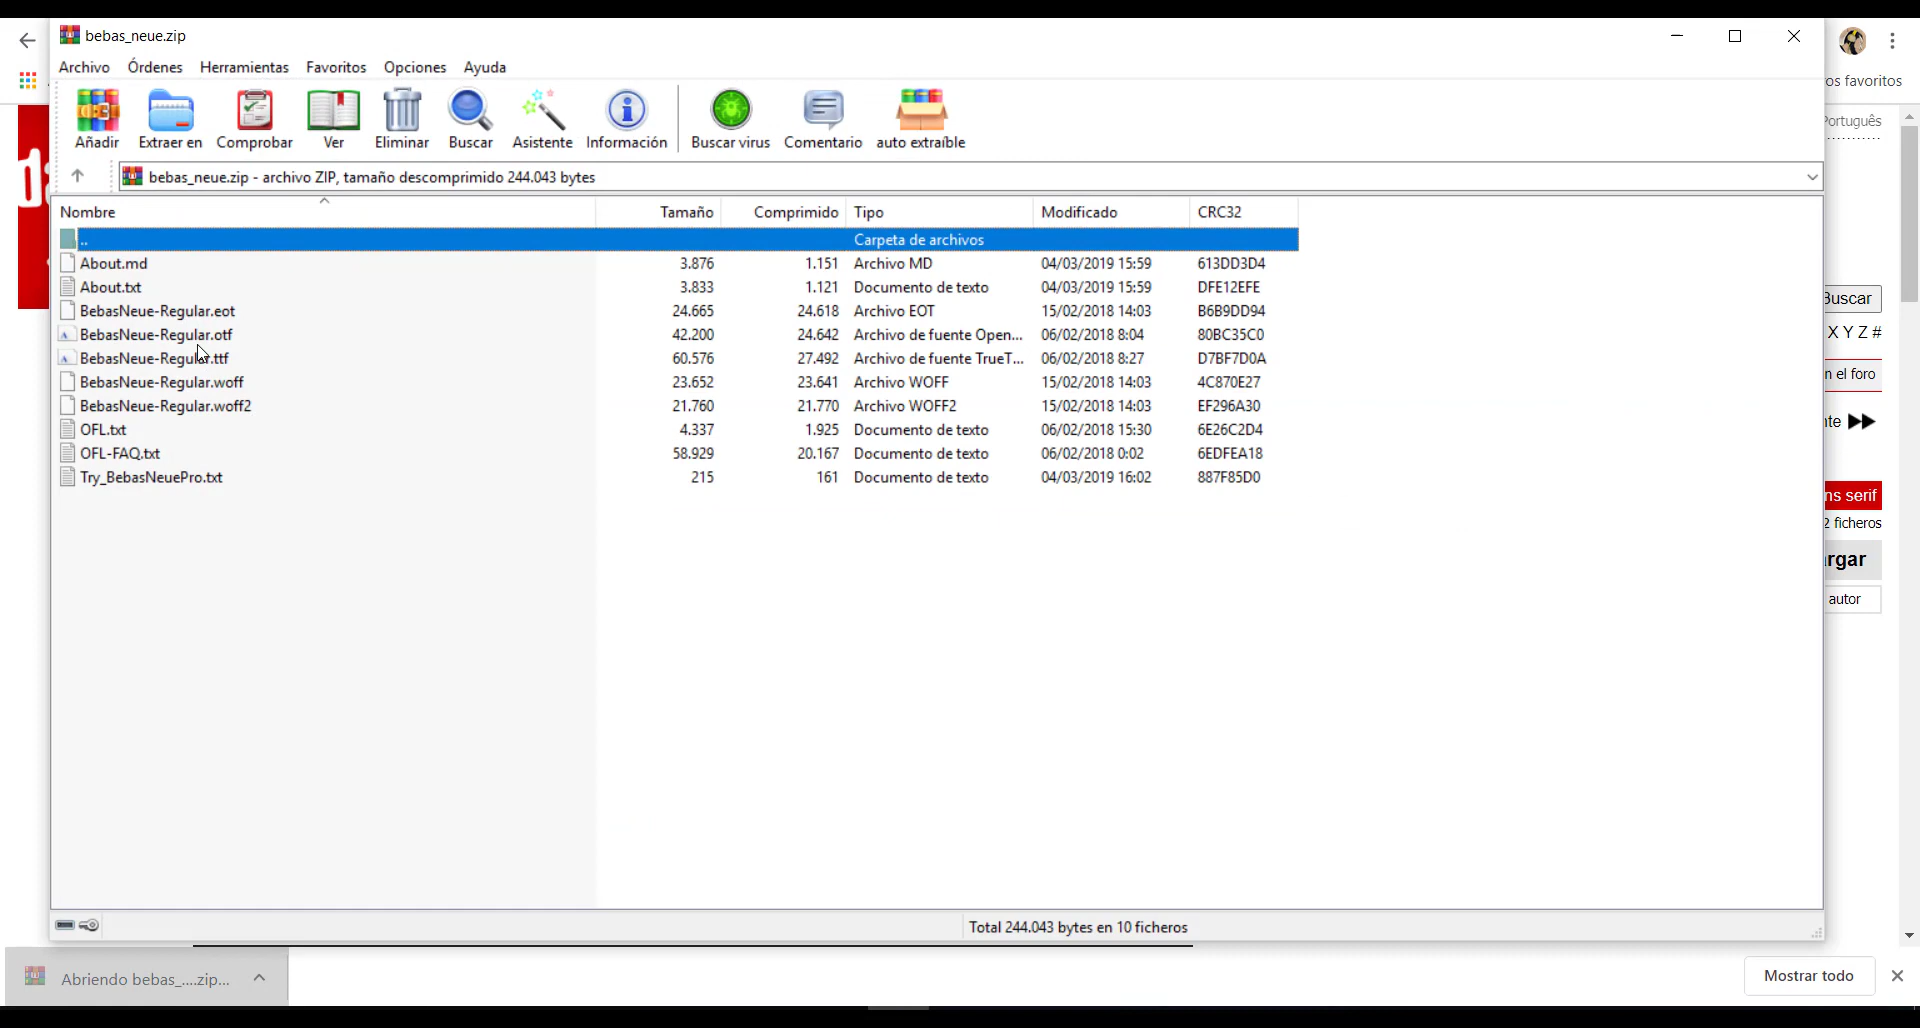 bebas_neue.zip
Archivo Órdenes Herramientas Favoritos Opciones Ayuda
os favoritos
Añadir Extraer en Comprobar Ver Eliminar Buscar Asistente Información Buscar virus Comentario auto extraíble
Português
bebas_neue.zip - archivo ZIP, tamaño descomprimido 244.043 bytes
Nombre Tamaño Comprimido Tipo Modificado CRC32
.. Carpeta de archivos
About.md 3.876 1.151 Archivo MD 04/03/2019 15:59 613DD3D4
About.txt 3.833 1.121 Documento de texto 04/03/2019 15:59 DFE12EFE
Buscar
BebasNeue-Regular.eot 24.665 24.618 Archivo EOT 15/02/2018 14:03 B6B9DD94
BebasNeue-Regular.otf 42.200 24.642 Archivo de fuente Open... 06/02/2018 8:04 80BC35C0
X Y Z #
BebasNeue-Regular.ttf 60.576 27.492 Archivo de fuente TrueT... 06/02/2018 8:27 D7BF7D0A
n el foro
BebasNeue-Regular.woff 23.652 23.641 Archivo WOFF 15/02/2018 14:03 4C870E27
BebasNeue-Regular.woff2 21.760 21.770 Archivo WOFF2 15/02/2018 14:03 EF296A30
nte
OFL.txt 4.337 1.925 Documento de texto 06/02/2018 15:30 6E26C2D4
OFL-FAQ.txt 58.929 20.167 Documento de texto 06/02/2018 0:02 6EDFEA18
Try_BebasNeuePro.txt 215 161 Documento de texto 04/03/2019 16:02 887F85D0
ns serif
2 ficheros
rgar
autor
Total 244.043 bytes en 10 ficheros
Abriendo bebas_....zip...
Mostrar todo